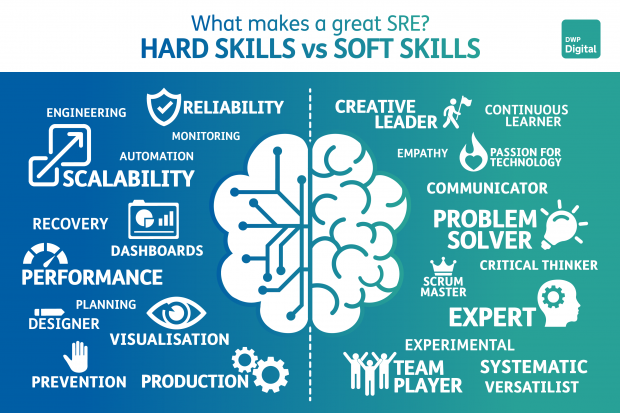 What makes a great SRE?
HARD SKILLS vs SOFT SKILLS
DWP
Digital
ENGINEERING
RELIABILITY
MONITORING
AUTOMATION
SCALABILITY
RECOVERY
DASHBOARDS
PERFORMANCE
PLANNING
DESIGNER
VISUALISATION
PREVENTION
PRODUCTION
CREATIVE
LEADER
CONTINUOUS
LEARNER
EMPATHY
PASSION FOR
TECHNOLOGY
COMMUNICATOR
PROBLEM
SOLVER
CRITICAL THINKER
SCRUM
MASTER
EXPERT
EXPERIMENTAL
TEAM
PLAYER
SYSTEMATIC
VERSATILIST